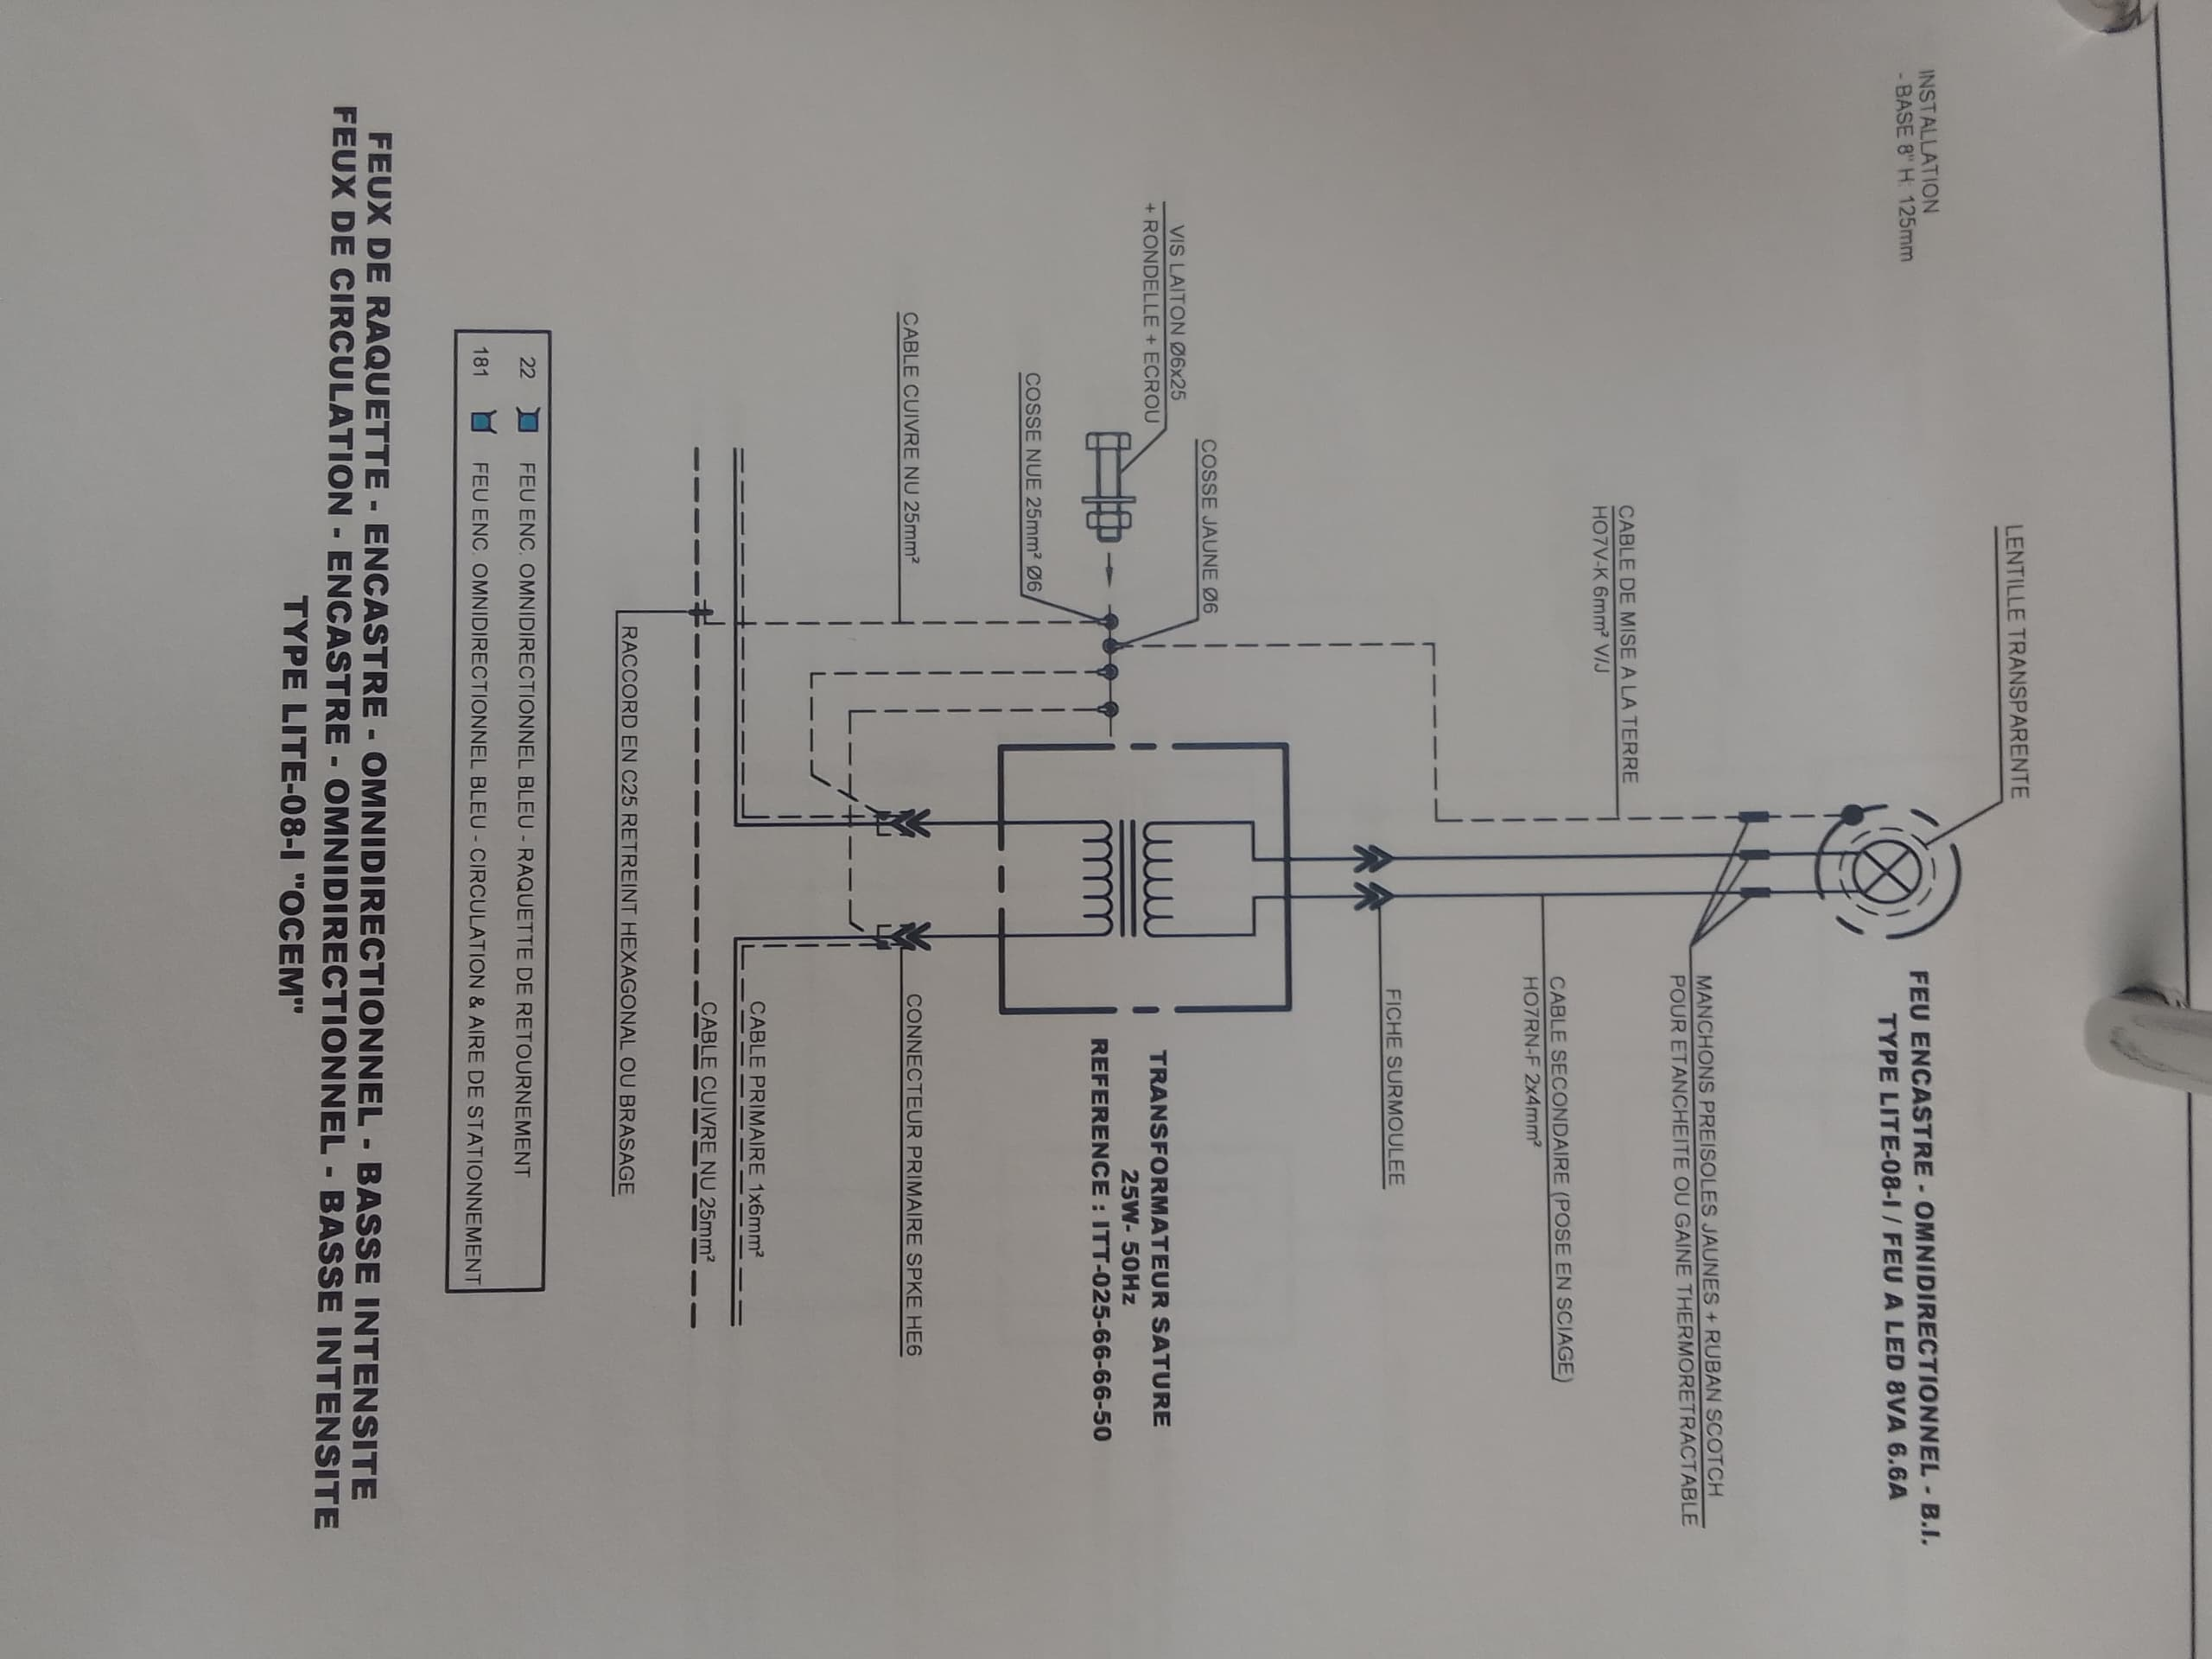 INSTALLATION
- BASE 8" H: 125mm
LENTILLE TRANSPARENTE
FEU ENCASTRE - OMNIDIRECTIONNEL - B.I.
TYPE LITE-08-I / FEU A LED 8VA 6.6A
MANCHONS PREISOLES JAUNES + RUBAN SCOTCH
POUR ETANCHEITE OU GAINE THERMORETRACTABLE
CABLE DE MISE A LA TERRE
HO7V-K 6mm² V/J
CABLE SECONDAIRE (POSE EN SCIAGE)
HO7RN-F 2x4mm²
FICHE SURMOULEE
COSSE JAUNE Ø6
VIS LAITON Ø6x25
+ RONDELLE + ECROU
TRANSFORMATEUR SATURE
25W- 50Hz
REFERENCE : ITT-025-66-66-50
COSSE NUE 25mm² Ø6
CABLE CUIVRE NU 25mm²
CONNECTEUR PRIMAIRE SPKE HE6
CABLE PRIMAIRE 1x6mm²
CABLE CUIVRE NU 25mm²
RACCORD EN C25 RETREINT HEXAGONAL OU BRASAGE
22 FEU ENC. OMNIDIRECTIONNEL BLEU - RAQUETTE DE RETOURNEMENT
181 FEU ENC. OMNIDIRECTIONNEL BLEU - CIRCULATION & AIRE DE STATIONNEMENT
FEUX DE RAQUETTE - ENCASTRE - OMNIDIRECTIONNEL - BASSE INTENSITE
FEUX DE CIRCULATION - ENCASTRE - OMNIDIRECTIONNEL - BASSE INTENSITE
TYPE LITE-08-I "OCEM"